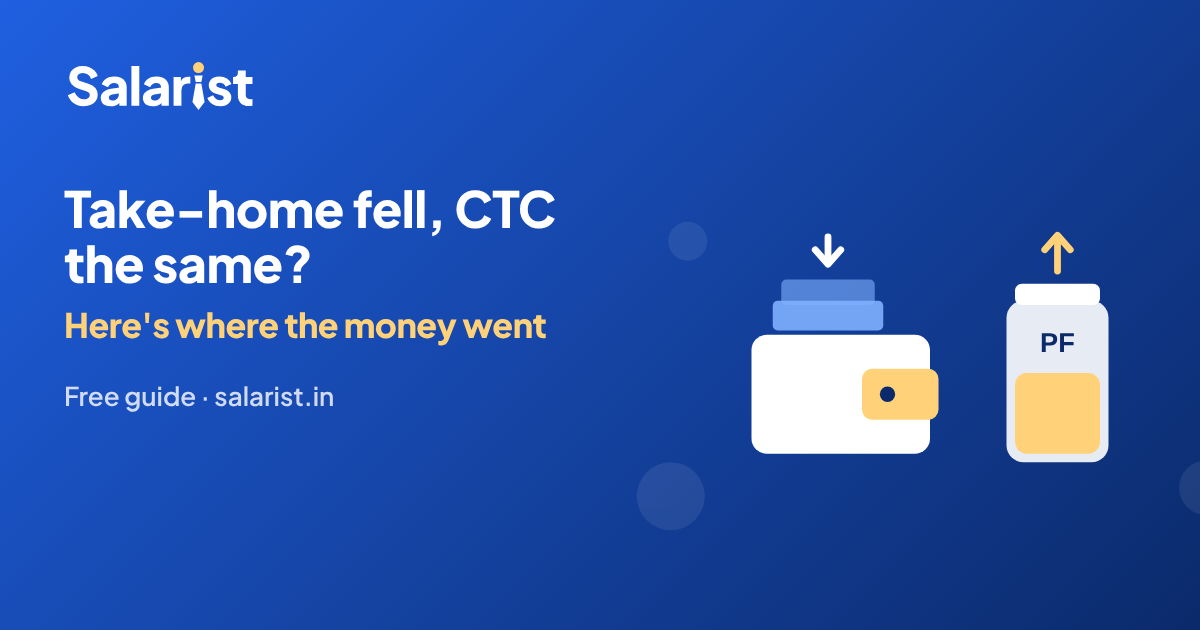 Salarist
Take-home fell, CTC
the same?
Here's where the money went
Free guide · salarist.in
PF